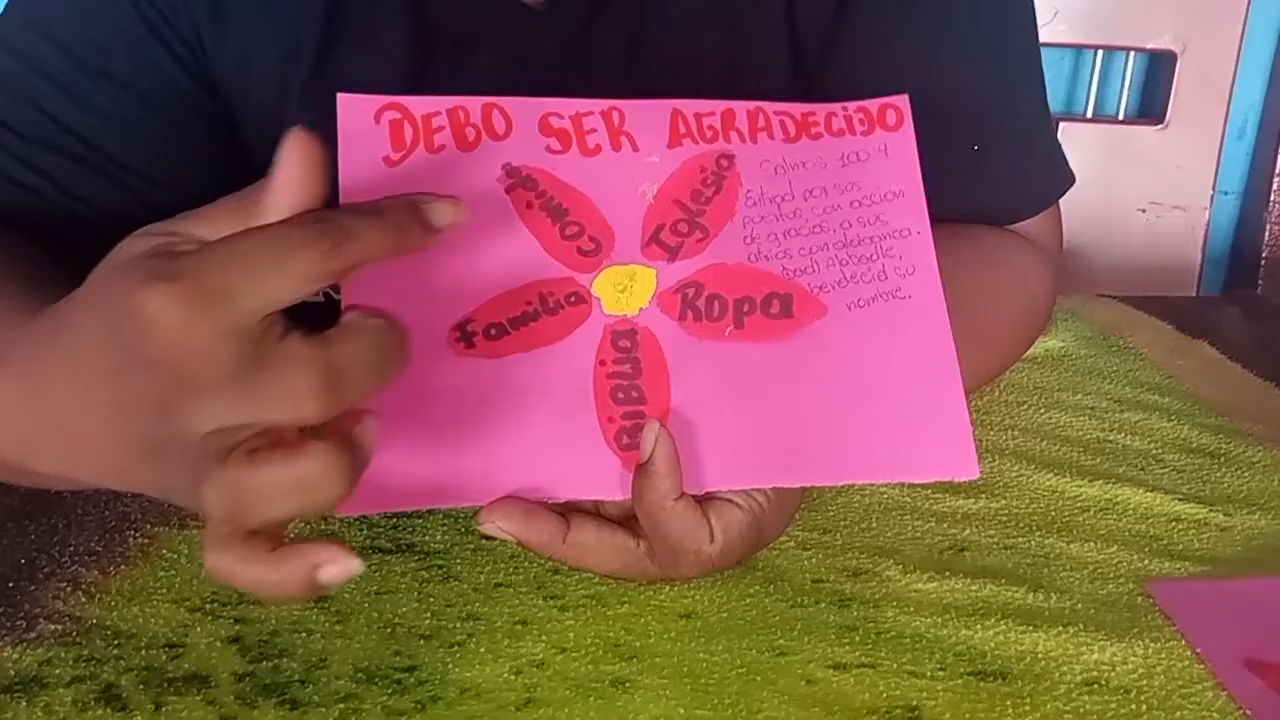 DEBO SER AGRADECIDO
Salmos 100 4
Comida
Iglesia
Familia
Ropa
BiBLia
Entrad por sus
puertas, con acción
de gracias, a sus
atrios con alabanza.
bendecid su
nombre.